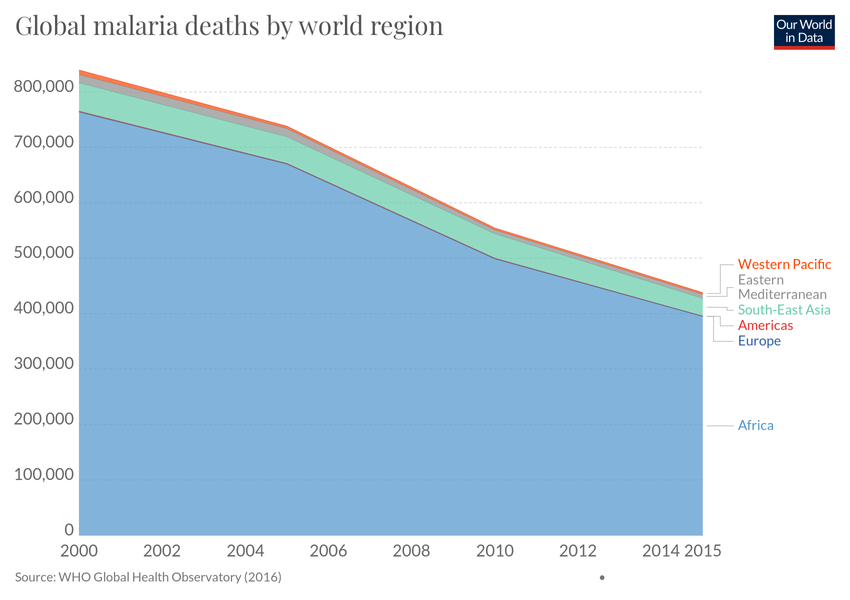 Global malaria deaths by world region
Our World
in Data
800,000
700,000
600,000
500,000
400,000
300,000
200,000
100,000
0
2000 2002 2004 2006 2008 2010 2012 2014 2015
Western Pacific
Eastern
Mediterranean
South-East Asia
Americas
Europe
Africa
Source: WHO Global Health Observatory (2016)